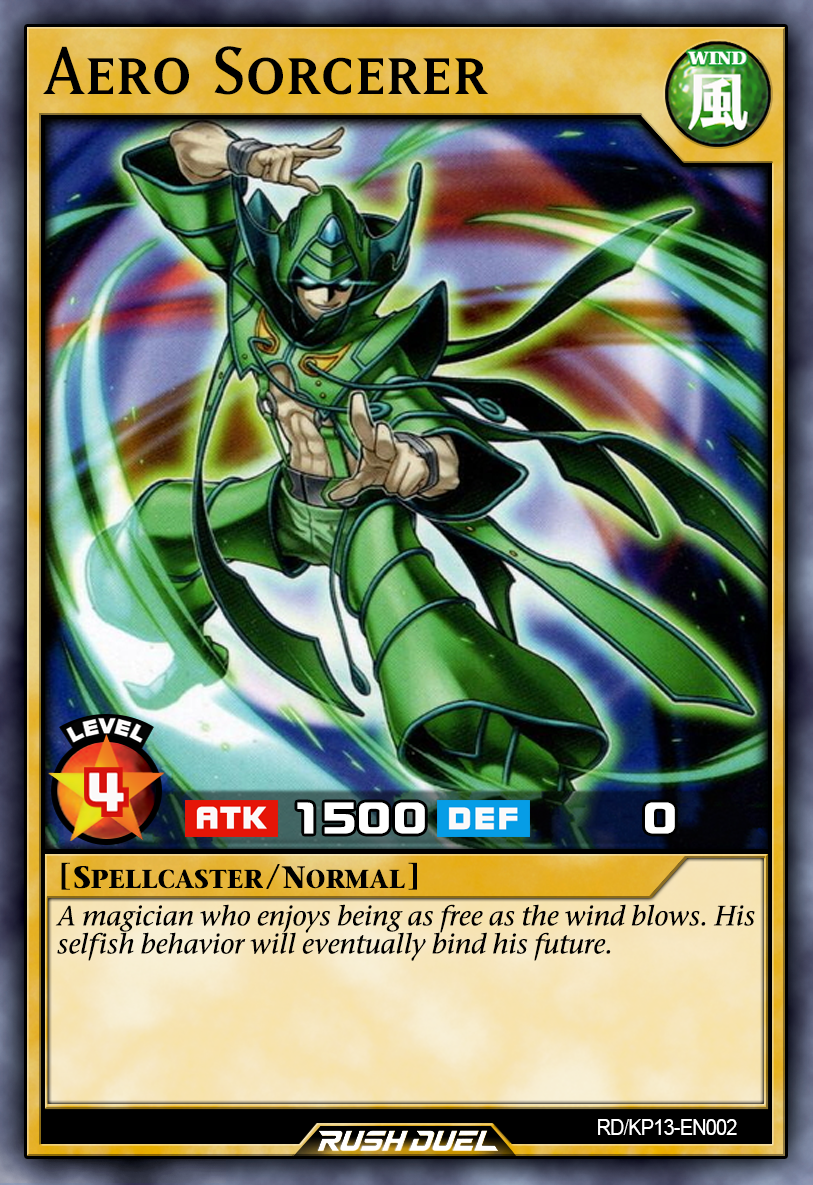 Aero Sorcerer
WIND
風
LEVEL
4
ATK 1500 DEF 0
[Spellcaster/Normal]
A magician who enjoys being as free as the wind blows. His
selfish behavior will eventually bind his future.
RD/KP13-EN002
RUSH DUEL